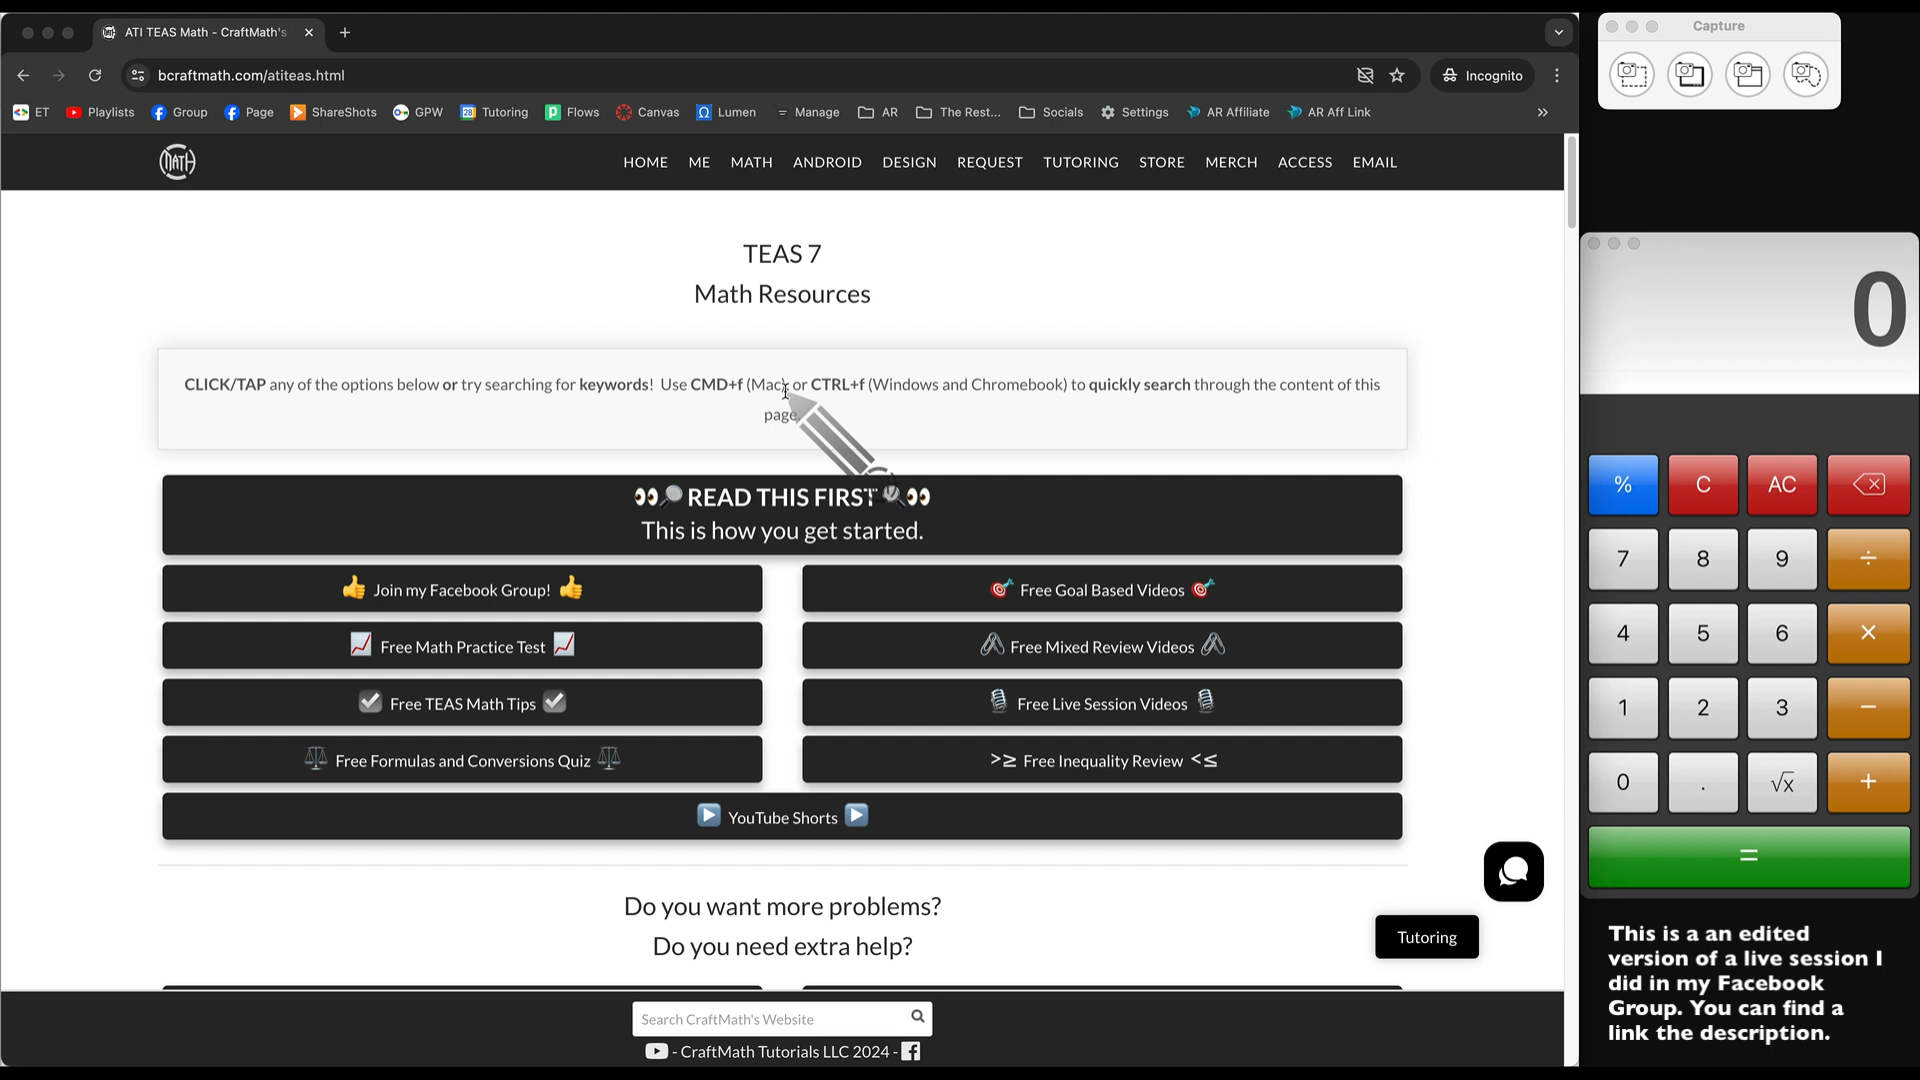 ATI TEAS Math - CraftMath's
Capture
bcraftmath.com/atiteas.html
Incognito
ET Playlists Group Page ShareShots GPW 28 Tutoring Flows Canvas Lumen Manage AR The Rest... Socials Settings AR Affiliate AR Aff Link
MATH
HOME ME MATH ANDROID DESIGN REQUEST TUTORING STORE MERCH ACCESS EMAIL
TEAS 7
Math Resources
0
CLICK/TAP any of the options below or try searching for keywords! Use CMD+f (Mac) or CTRL+f (Windows and Chromebook) to quickly search through the content of this
page.
READ THIS FIRST
This is how you get started.
Join my Facebook Group!
Free Goal Based Videos
Free Math Practice Test
Free Mixed Review Videos
Free TEAS Math Tips
Free Live Session Videos
Free Formulas and Conversions Quiz
>≥ Free Inequality Review <≤
YouTube Shorts
Do you want more problems?
Do you need extra help?
Tutoring
Search CraftMath's Website
- CraftMath Tutorials LLC 2024 -
% C AC
7 8 9 ÷
4 5 6 ×
1 2 3 −
0 . √x +
=
This is a an edited
version of a live session I
did in my Facebook
Group. You can find a
link the description.